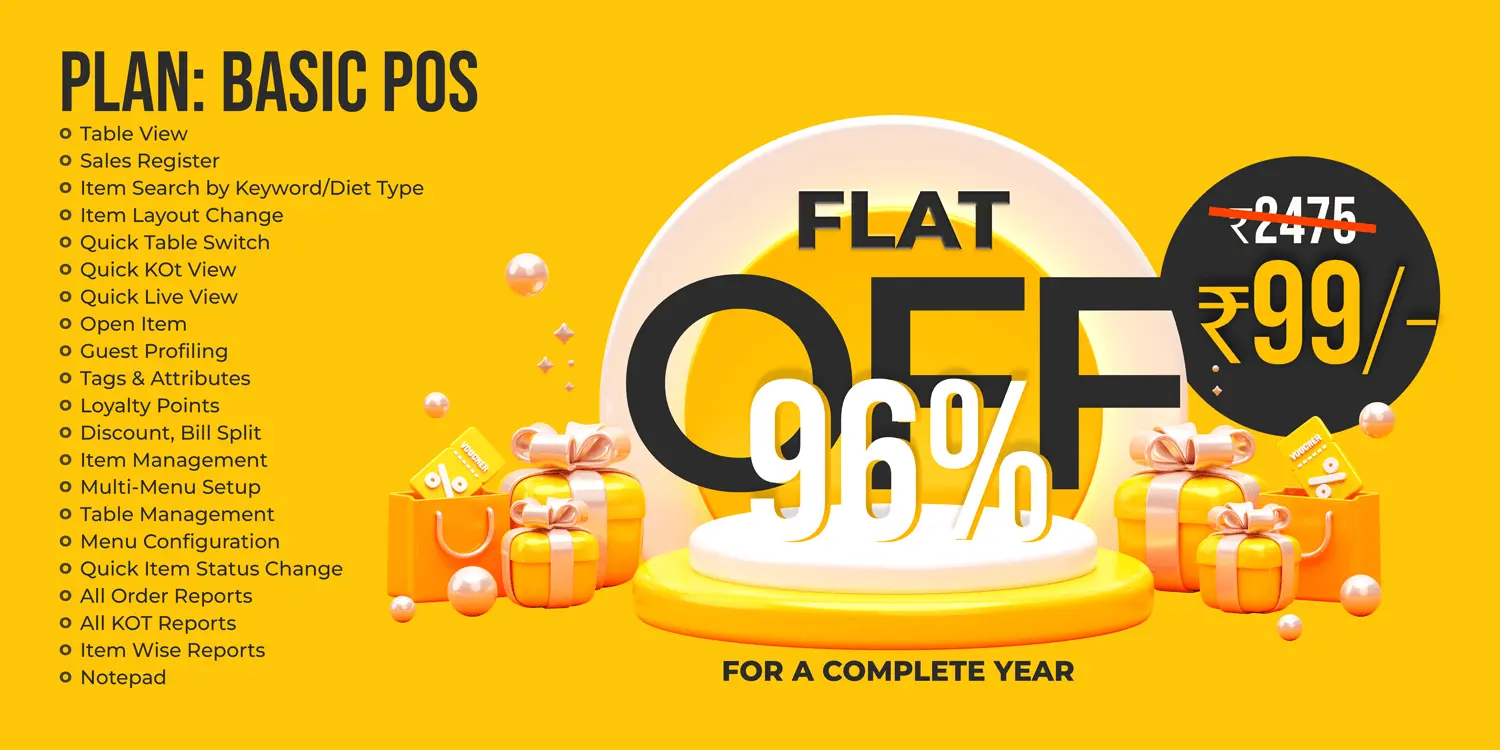 PLAN: BASIC POS
Table View
Sales Register
Item Search by Keyword/Diet Type
Item Layout Change
Quick Table Switch
Quick KOt View
Quick Live View
Open Item
Guest Profiling
Tags & Attributes
Loyalty Points
Discount, Bill Split
Item Management
Multi-Menu Setup
Table Management
Menu Configuration
Quick Item Status Change
All Order Reports
All KOT Reports
Item Wise Reports
Notepad
FLAT
OFF
96%
FOR A COMPLETE YEAR
₹2475
₹99/-
VOUCHER
%
VOUCHER
%